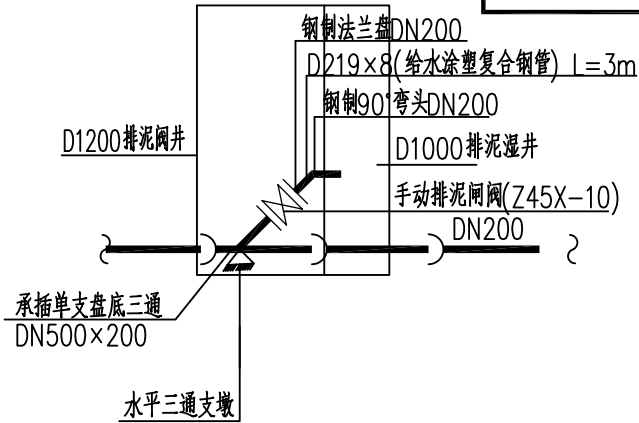 钢制法兰盘DN200
D219×8(给水涂塑复合钢管) L=3m
钢制90°弯头DN200
D1200排泥阀井
D1000排泥湿井
手动排泥闸阀(Z45X-10)
DN200
承插单支盘底三通
DN500×200
水平三通支墩